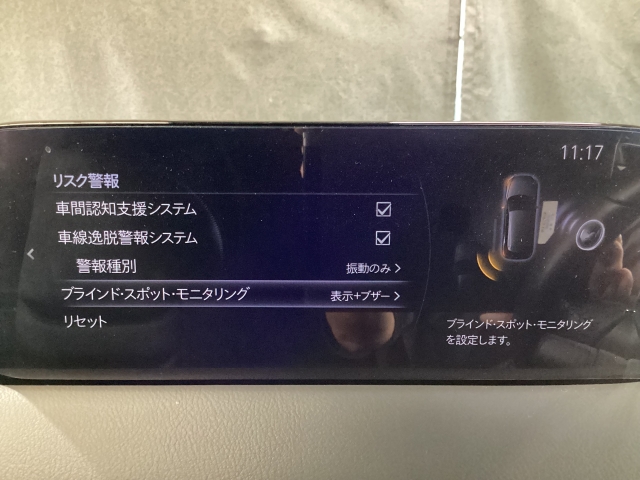 11:17
リスク警報
車間認知支援システム
車線逸脱警報システム
警報種別 振動のみ
ブラインド・スポット・モニタリング 表示+ブザー
リセット
ブラインド・スポット・モニタリング
を設定します。